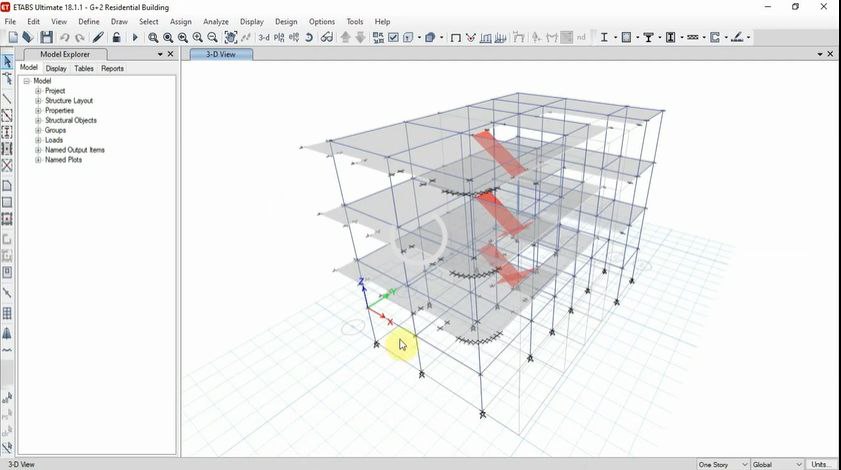 ETABS Ultimate 18.1.1 - G+2 Residential Building
File Edit View Define Draw Select Assign Analyze Display Design Options Tools Help
3-d
nd
Model Explorer
3-D View
Model Display Tables Reports
Model
Project
Structure Layout
Properties
Structural Objects
Groups
Loads
Named Output Items
Named Plots
Z
Y
X
3-D View
One Story
Global
Units...